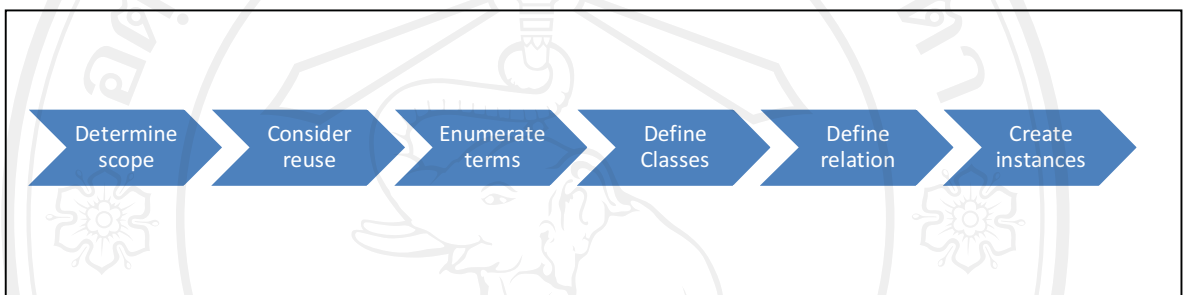 Determine
scope
Consider
reuse
Enumerate
terms
Define
Classes
Define
relation
Create
instances